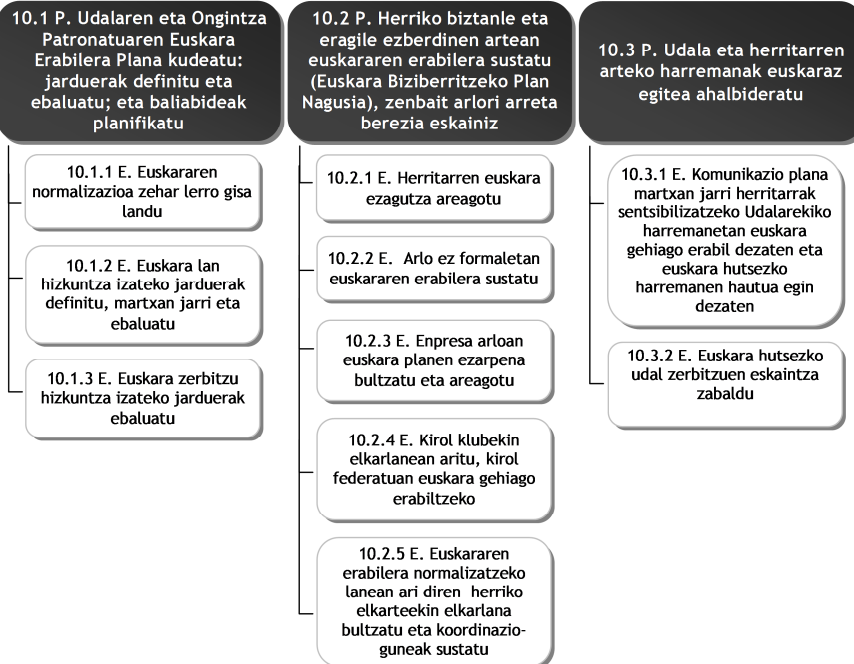 10.1 P. Udalaren eta Ongintza
Patronatuaren Euskara
Erabilera Plana kudeatu:
jarduerak definitu eta
ebaluatu; eta baliabideak
planifikatu
10.1.1 E. Euskararen
normalizazioa zehar lerro gisa
landu
10.1.2 E. Euskara lan
hizkuntza izateko jarduerak
definitu, martxan jarri eta
ebaluatu
10.1.3 E. Euskara zerbitzu
hizkuntza izateko jarduerak
ebaluatu
10.2 P. Herriko biztanle eta
eragile ezberdinen artean
euskararen erabilera sustatu
(Euskara Biziberritzeko Plan
Nagusia), zenbait arlori arreta
berezia eskainiz
10.2.1 E. Herritarren euskara
ezagutza areagotu
10.2.2 E. Arlo ez formaletan
euskararen erabilera sustatu
10.2.3 E. Enpresa arloan
euskara planen ezarpena
bultzatu eta areagotu
10.2.4 E. Kirol klubekin
elkarlanean aritu, kirol
federatuan euskara gehiago
erabiltzeko
10.2.5 E. Euskararen
erabilera normalizatzeko
lanean ari diren herriko
elkarteekin elkarlana
bultzatu eta koordinazio-
guneak sustatu
10.3 P. Udala eta herritarren
arteko harremanak euskaraz
egitea ahalbideratu
10.3.1 E. Komunikazio plana
martxan jarri herritarrak
sentsibilizatzeko Udalarekiko
harremanetan euskara
gehiago erabil dezaten eta
euskara hutsezko
harremanen hautua egin
dezaten
10.3.2 E. Euskara hutsezko
udal zerbitzuen eskaintza
zabaldu